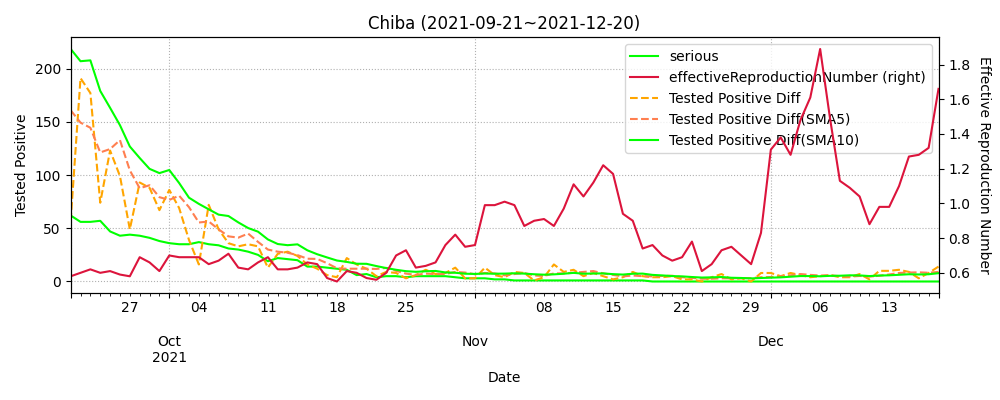 Chiba (2021-09-21~2021-12-20)
serious
effectiveReproductionNumber (right)
Tested Positive Diff
Tested Positive Diff(SMA5)
Tested Positive Diff(SMA10)
Tested Positive
200
150
100
50
0
Effective Reproduction Number
1.8
1.6
1.4
1.2
1.0
0.8
0.6
27 04 11 18 25 08 15 22 29 06 13
Oct Nov Dec
2021
Date